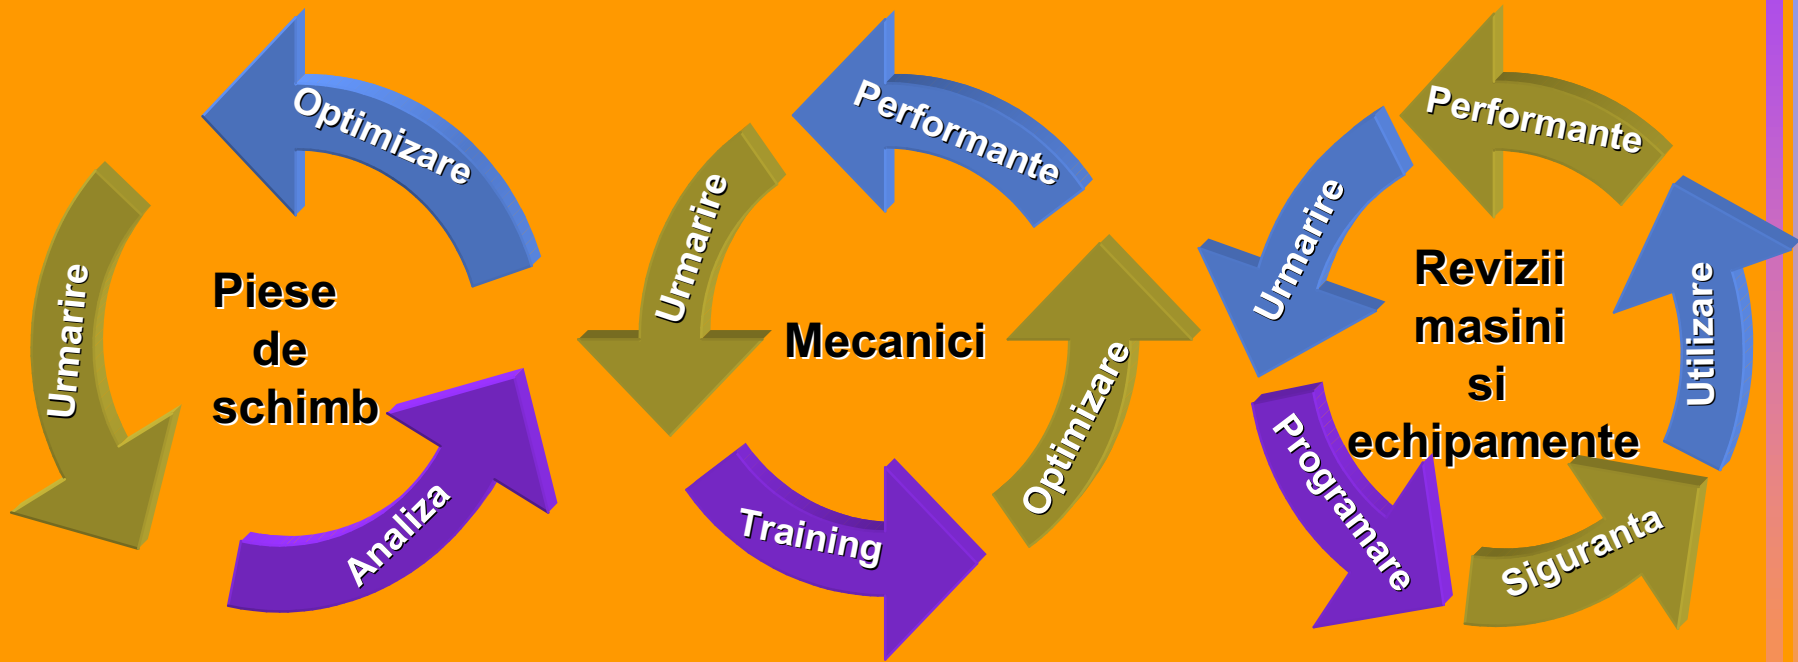 Optimizare
Urmarire
Piese
de
schimb
Analiza
Performante
Urmarire
Mecanici
Optimizare
Training
Performante
Urmarire
Revizii
masini
si
echipamente
Utilizare
Programare
Siguranta